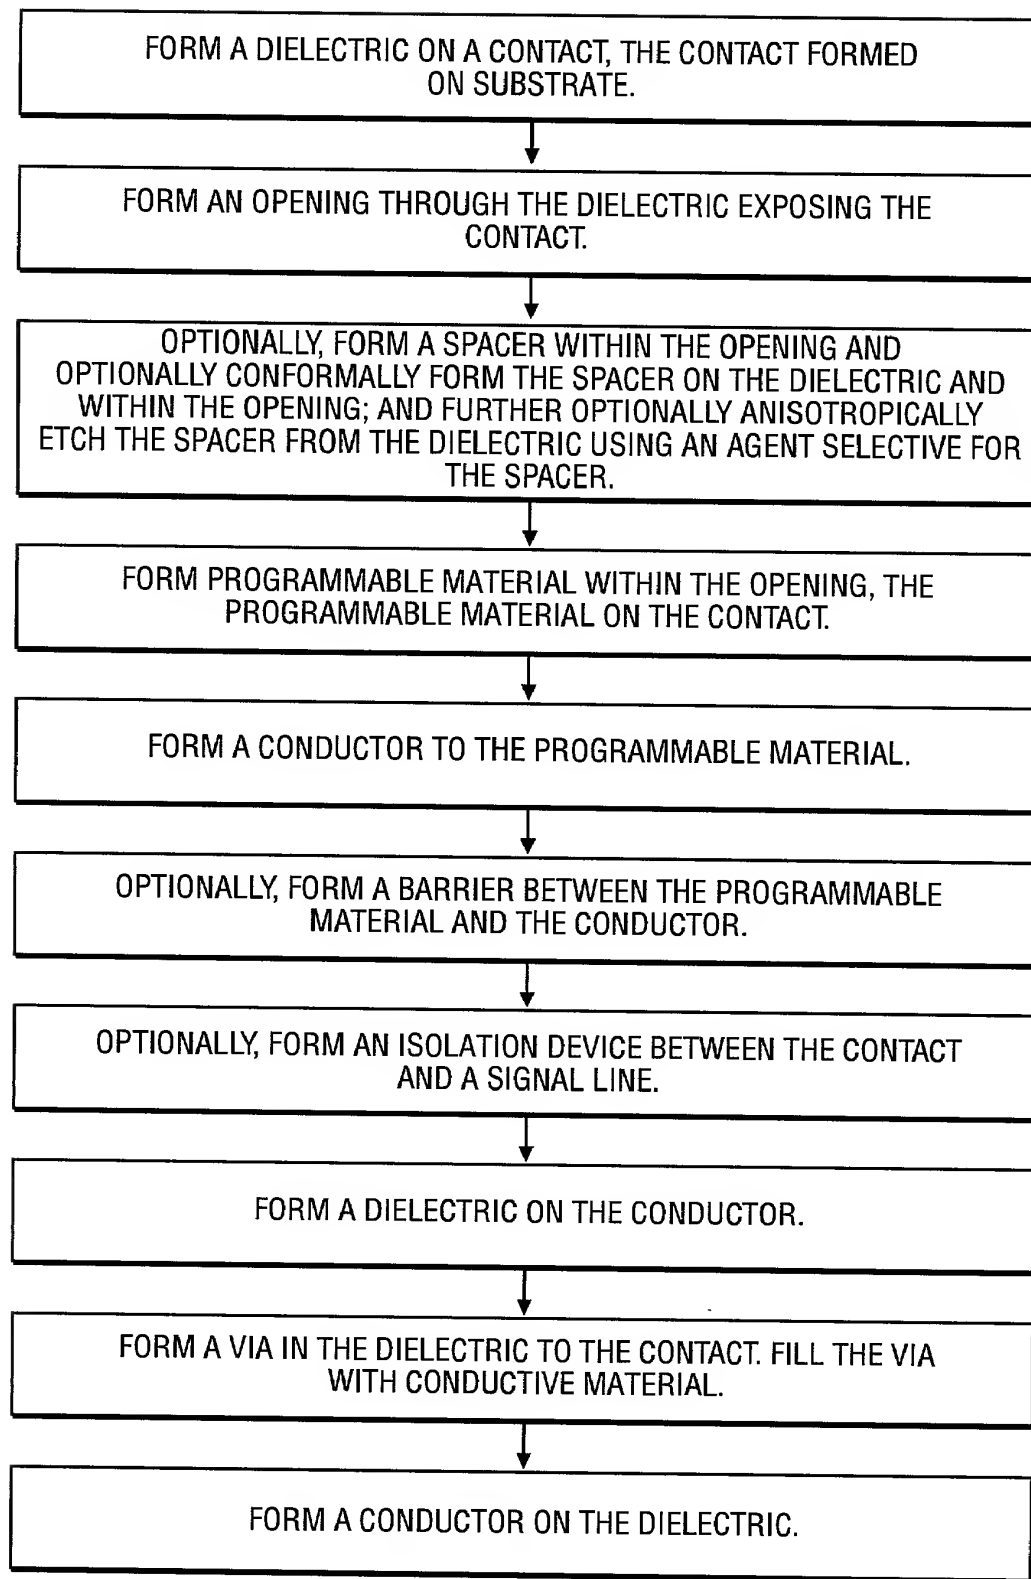 FORM A DIELECTRIC ON A CONTACT, THE CONTACT FORMED
ON SUBSTRATE.
FORM AN OPENING THROUGH THE DIELECTRIC EXPOSING THE
CONTACT.
OPTIONALLY, FORM A SPACER WITHIN THE OPENING AND
OPTIONALLY CONFORMALLY FORM THE SPACER ON THE DIELECTRIC AND
WITHIN THE OPENING; AND FURTHER OPTIONALLY ANISOTROPICALLY
ETCH THE SPACER FROM THE DIELECTRIC USING AN AGENT SELECTIVE FOR
THE SPACER.
FORM PROGRAMMABLE MATERIAL WITHIN THE OPENING, THE
PROGRAMMABLE MATERIAL ON THE CONTACT.
FORM A CONDUCTOR TO THE PROGRAMMABLE MATERIAL.
OPTIONALLY, FORM A BARRIER BETWEEN THE PROGRAMMABLE
MATERIAL AND THE CONDUCTOR.
OPTIONALLY, FORM AN ISOLATION DEVICE BETWEEN THE CONTACT
AND A SIGNAL LINE.
FORM A DIELECTRIC ON THE CONDUCTOR.
FORM A VIA IN THE DIELECTRIC TO THE CONTACT. FILL THE VIA
WITH CONDUCTIVE MATERIAL.
FORM A CONDUCTOR ON THE DIELECTRIC.